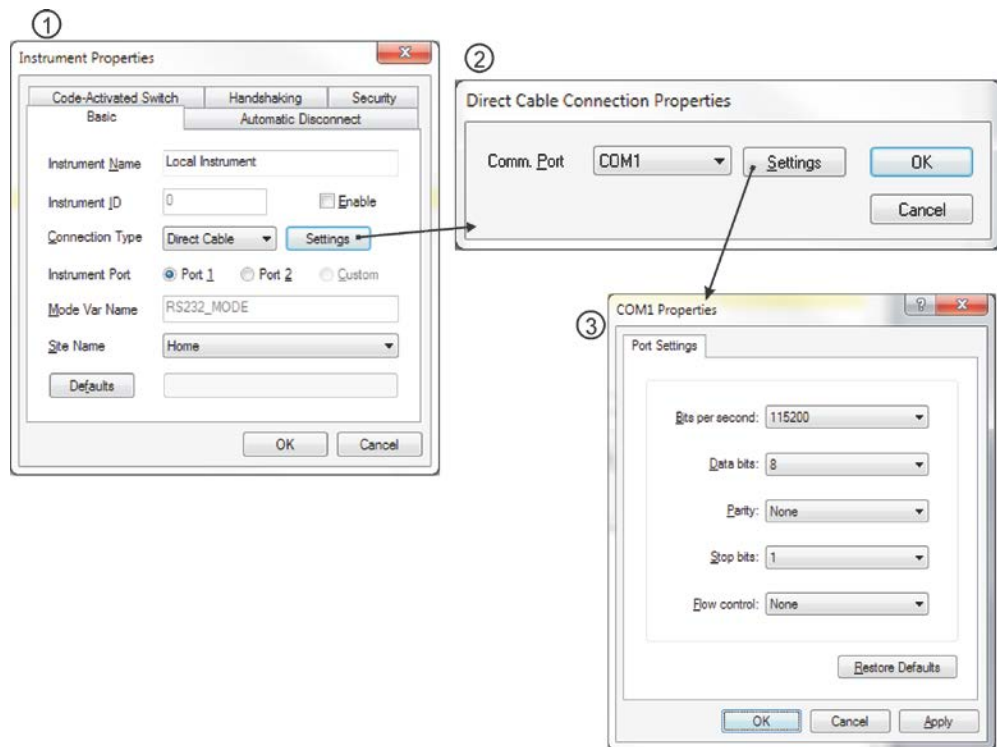 ①
Instrument Properties
Code-Activated Switch Handshaking Security
Basic Automatic Disconnect
Instrument Name Local Instrument
Instrument ID 0 Enable
Connection Type Direct Cable Settings
Instrument Port Port 1 Port 2 Custom
Mode Var Name RS232_MODE
Site Name Home
Defaults
OK Cancel
②
Direct Cable Connection Properties
Comm. Port COM1 Settings OK
Cancel
③
COM1 Properties
Port Settings
Bits per second: 115200
Data bits: 8
Parity: None
Stop bits: 1
Flow control: None
Restore Defaults
OK Cancel Apply